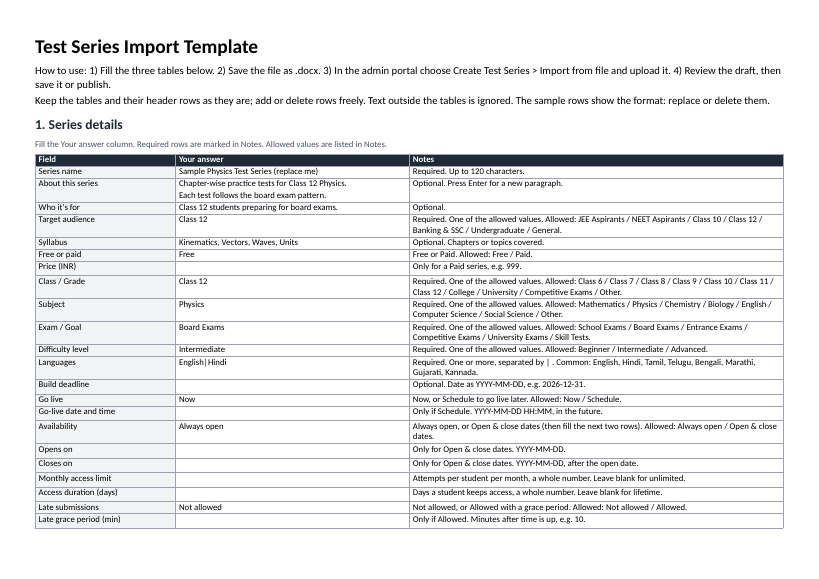 Test Series Import Template
How to use: 1) Fill the three tables below. 2) Save the file as .docx. 3) In the admin portal choose Create Test Series > Import from file and upload it. 4) Review the draft, then
save it or publish.
Keep the tables and their header rows as they are; add or delete rows freely. Text outside the tables is ignored. The sample rows show the format: replace or delete them.
1. Series details
Fill the Your answer column. Required rows are marked in Notes. Allowed values are listed in Notes.
Field Your answer Notes
Series name Sample Physics Test Series (replace me) Required. Up to 120 characters.
About this series Chapter-wise practice tests for Class 12 Physics. Optional. Press Enter for a new paragraph.
Each test follows the board exam pattern.
Who it's for Class 12 students preparing for board exams. Optional.
Target audience Class 12 Required. One of the allowed values. Allowed: JEE Aspirants / NEET Aspirants / Class 10 / Class 12 /
Banking & SSC / Undergraduate / General.
Syllabus Kinematics, Vectors, Waves, Units Optional. Chapters or topics covered.
Free or paid Free Free or Paid. Allowed: Free / Paid.
Price (INR) Only for a Paid series, e.g. 999.
Class / Grade Class 12 Required. One of the allowed values. Allowed: Class 6 / Class 7 / Class 8 / Class 9 / Class 10 / Class 11 /
Class 12 / College / University / Competitive Exams / Other.
Subject Physics Required. One of the allowed values. Allowed: Mathematics / Physics / Chemistry / Biology / English /
Computer Science / Social Science / Other.
Exam / Goal Board Exams Required. One of the allowed values. Allowed: School Exams / Board Exams / Entrance Exams /
Competitive Exams / University Exams / Skill Tests.
Difficulty level Intermediate Required. One of the allowed values. Allowed: Beginner / Intermediate / Advanced.
Languages English|Hindi Required. One or more, separated by | . Common: English, Hindi, Tamil, Telugu, Bengali, Marathi,
Gujarati, Kannada.
Build deadline Optional. Date as YYYY-MM-DD, e.g. 2026-12-31.
Go live Now Now, or Schedule to go live later. Allowed: Now / Schedule.
Go-live date and time Only if Schedule. YYYY-MM-DD HH:MM, in the future.
Availability Always open Always open, or Open & close dates (then fill the next two rows). Allowed: Always open / Open & close
dates.
Opens on Only for Open & close dates. YYYY-MM-DD.
Closes on Only for Open & close dates. YYYY-MM-DD, after the open date.
Monthly access limit Attempts per student per month, a whole number. Leave blank for unlimited.
Access duration (days) Days a student keeps access, a whole number. Leave blank for lifetime.
Late submissions Not allowed Not allowed, or Allowed with a grace period. Allowed: Not allowed / Allowed.
Late grace period (min) Only if Allowed. Minutes after time is up, e.g. 10.